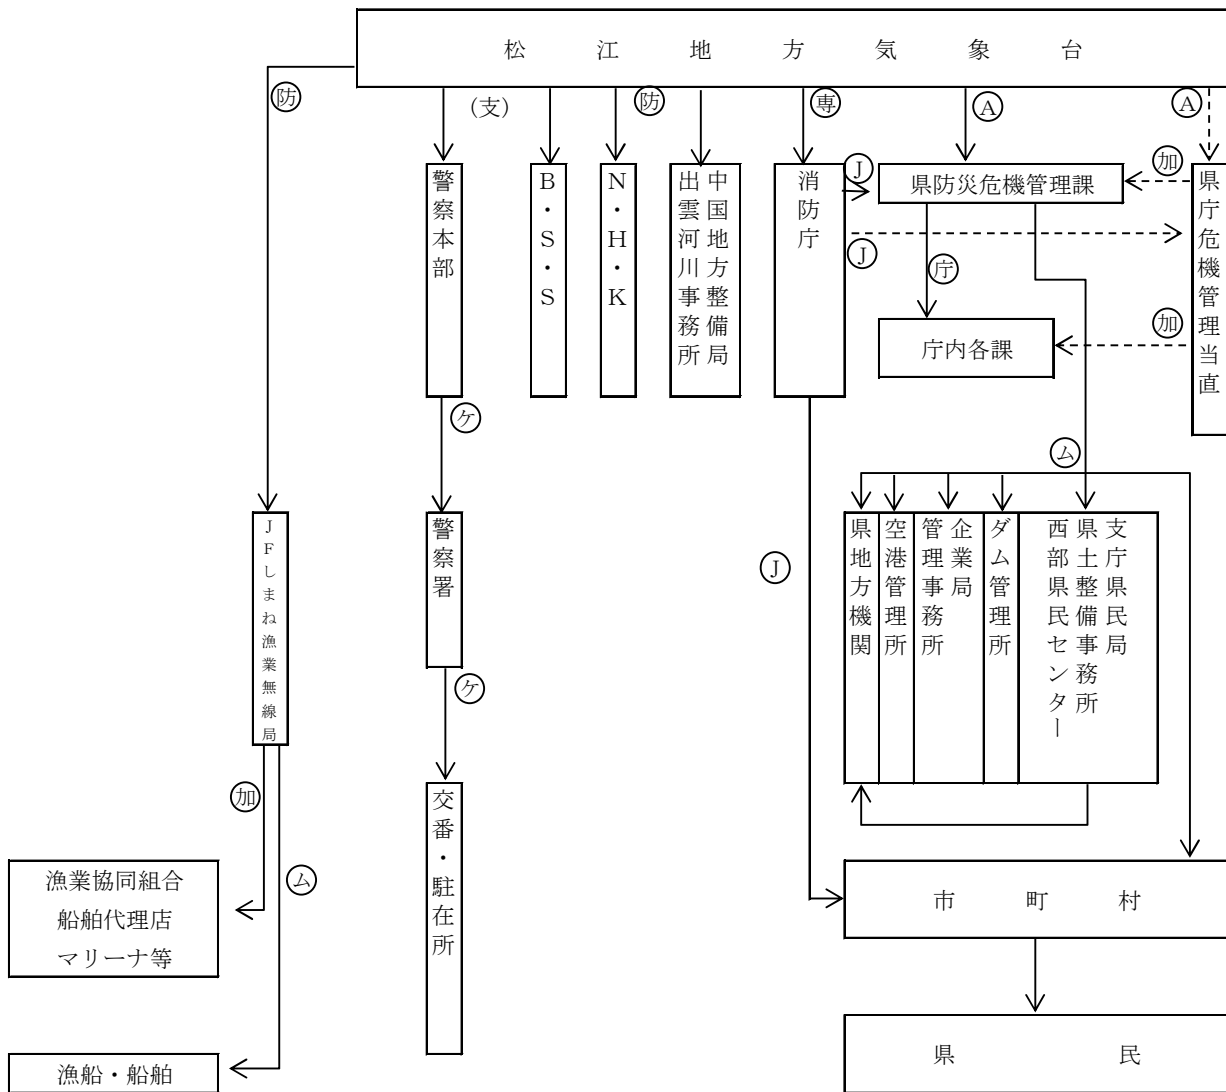 松江地方気象台
防
（支）
防
専
Ⓐ
Ⓐ
警察本部
B・S・S
N・H・K
中国地方整備局
出雲河川事務所
消防庁
Ⓙ
県防災危機管理課
加
県庁危機管理当直
Ⓙ
庁
庁内各課
加
ケ
ム
JFしまね漁業無線局
警察署
Ⓙ
県地方機関
空港管理所
企業局
管理事務所
ダム管理所
支庁県民局
県土整備事務所
西部県民センター
ケ
加
交番・駐在所
ム
漁業協同組合
船舶代理店
マリーナ等
市町村
漁船・船舶
県民